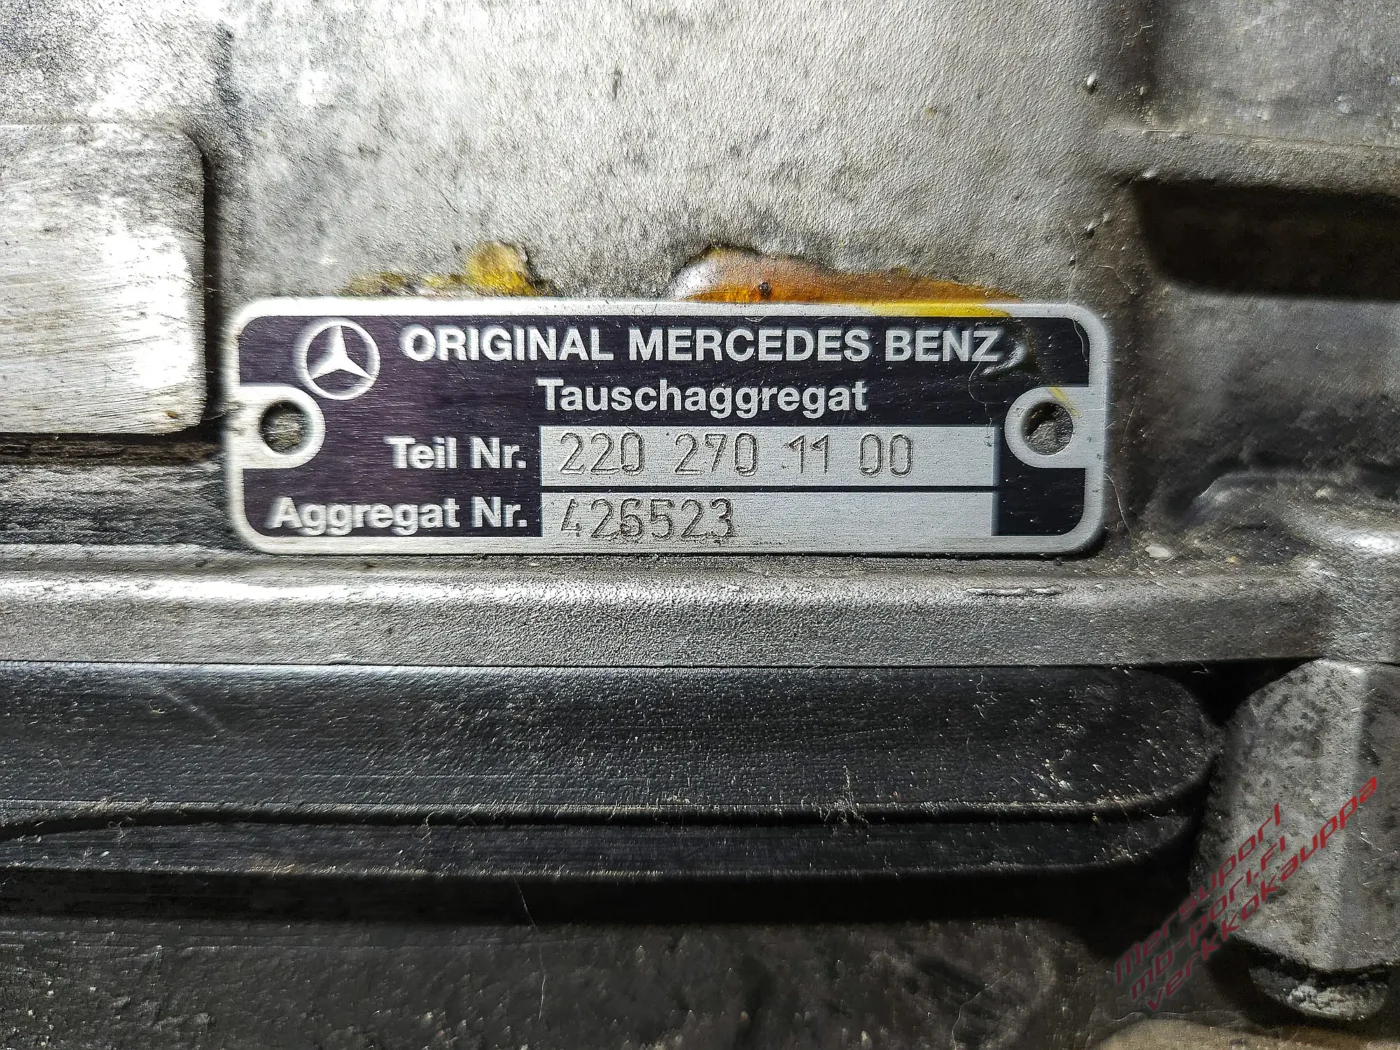 ORIGINAL MERCEDES BENZ
Tauschaggregat
Teil Nr. 220 270 11 00
Aggregat Nr. 426523
mersupori
mb-pori.fi
verkkokauppa